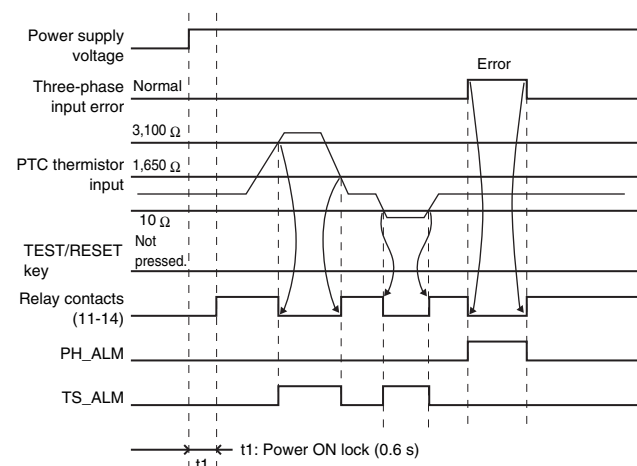 Power supply
voltage
Error
Three-phase
input error
Normal
3,100 Ω
PTC thermistor
input
1,650 Ω
10 Ω
TEST/RESET
key
Not
pressed.
Relay contacts
(11-14)
PH_ALM
TS_ALM
t1: Power ON lock (0.6 s)
t1